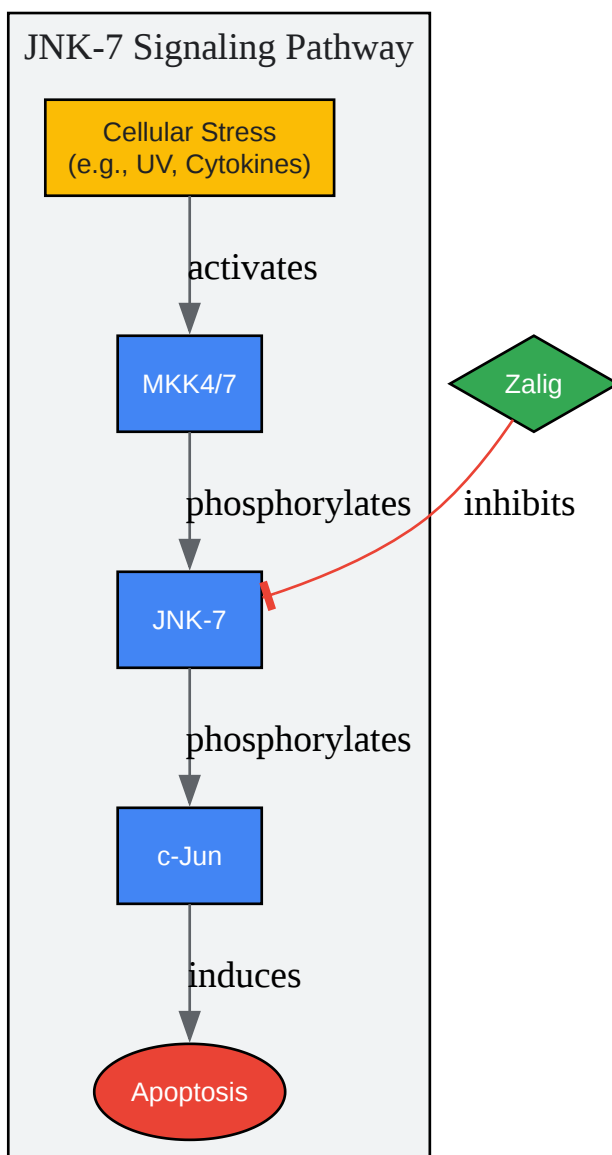 JNK-7 Signaling Pathway
Cellular Stress
(e.g., UV, Cytokines)
activates
MKK4/7
Zalig
phosphorylates
inhibits
JNK-7
phosphorylates
c-Jun
induces
Apoptosis